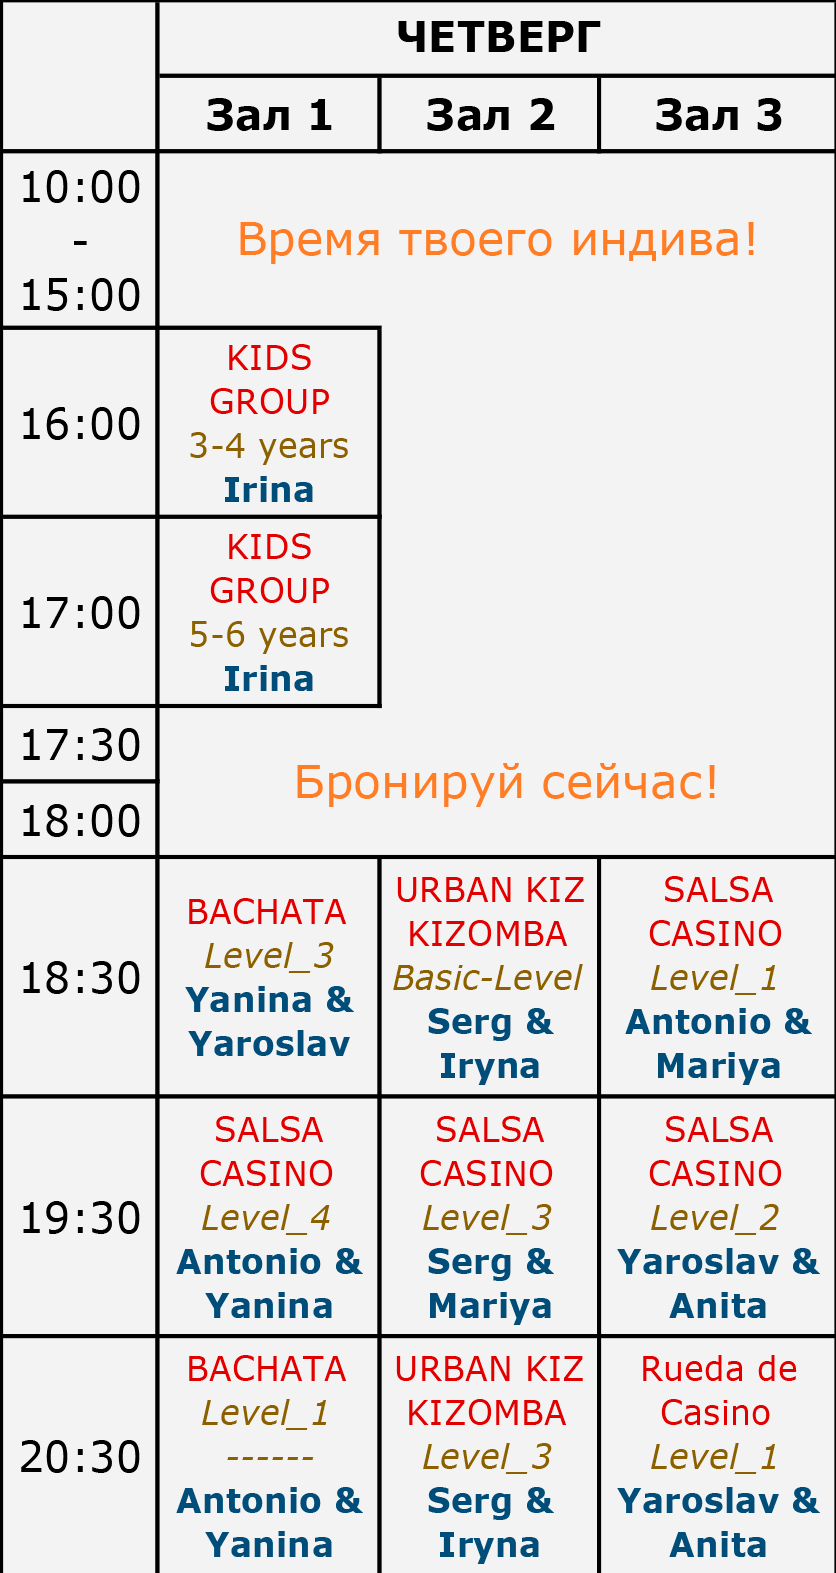 ЧЕТВЕРГ
Зал 1
Зал 2
Зал 3
10:00
-
15:00
Время твоего индива!
16:00
KIDS
GROUP
3-4 years
Irina
17:00
KIDS
GROUP
5-6 years
Irina
17:30
18:00
Бронируй сейчас!
18:30
BACHATA
Level_3
Yanina &
Yaroslav
URBAN KIZ
KIZOMBA
Basic-Level
Serg &
Iryna
SALSA
CASINO
Level_1
Antonio &
Mariya
19:30
SALSA
CASINO
Level_4
Antonio &
Yanina
SALSA
CASINO
Level_3
Serg &
Mariya
SALSA
CASINO
Level_2
Yaroslav &
Anita
20:30
BACHATA
Level_1
------
Antonio &
Yanina
URBAN KIZ
KIZOMBA
Level_3
Serg &
Iryna
Rueda de
Casino
Level_1
Yaroslav &
Anita